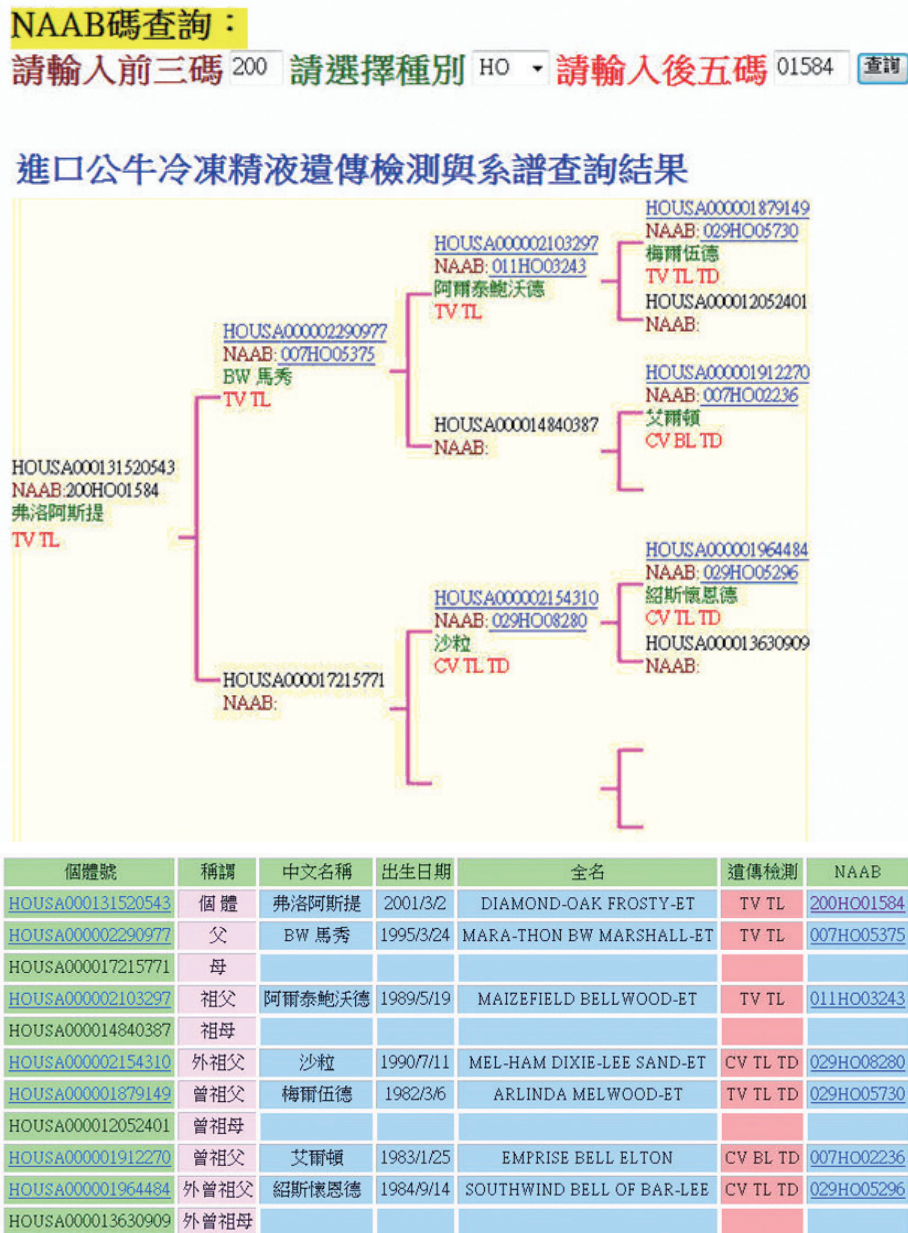 NAAB碼查詢：
請輸入前三碼 200 請選擇種別 HO 請輸入後五碼 01584 查詢
進口公牛冷凍精液遺傳檢測與系譜查詢結果
HOUSA000131520543
NAAB:200HO01584
弗洛阿斯提
TV TL
HOUSA000002290977
NAAB: 007HO05375
BW 馬秀
TV TL
HOUSA000017215771
NAAB:
HOUSA000002103297
NAAB: 011HO03243
阿爾泰鮑沃德
TV TL
HOUSA000014840387
NAAB:
HOUSA000002154310
NAAB: 029HO08280
沙粒
CV TL TD
HOUSA000001879149
NAAB: 029HO05730
梅爾伍德
TV TL TD
HOUSA000012052401
NAAB:
HOUSA000001912270
NAAB: 007HO02236
艾爾頓
CV BL TD
HOUSA000001964484
NAAB: 029HO05296
紹斯懷恩德
CV TL TD
HOUSA000013630909
NAAB:
個體號 稱謂 中文名稱 出生日期 全名 遺傳檢測 NAAB
HOUSA000131520543 個 體 弗洛阿斯提 2001/3/2 DIAMOND-OAK FROSTY-ET TV TL 200HO01584
HOUSA000002290977 父 BW 馬秀 1995/3/24 MARA-THON BW MARSHALL-ET TV TL 007HO05375
HOUSA000017215771 母
HOUSA000002103297 祖父 阿爾泰鮑沃德 1989/5/19 MAIZEFIELD BELLWOOD-ET TV TL 011HO03243
HOUSA000014840387 祖母
HOUSA000002154310 外祖父 沙粒 1990/7/11 MEL-HAM DIXIE-LEE SAND-ET CV TL TD 029HO08280
HOUSA000001879149 曾祖父 梅爾伍德 1982/3/6 ARLINDA MELWOOD-ET TV TL TD 029HO05730
HOUSA000012052401 曾祖母
HOUSA000001912270 曾祖父 艾爾頓 1983/1/25 EMPRISE BELL ELTON CV BL TD 007HO02236
HOUSA000001964484 外曾祖父 紹斯懷恩德 1984/9/14 SOUTHWIND BELL OF BAR-LEE CV TL TD 029HO05296
HOUSA000013630909 外曾祖母